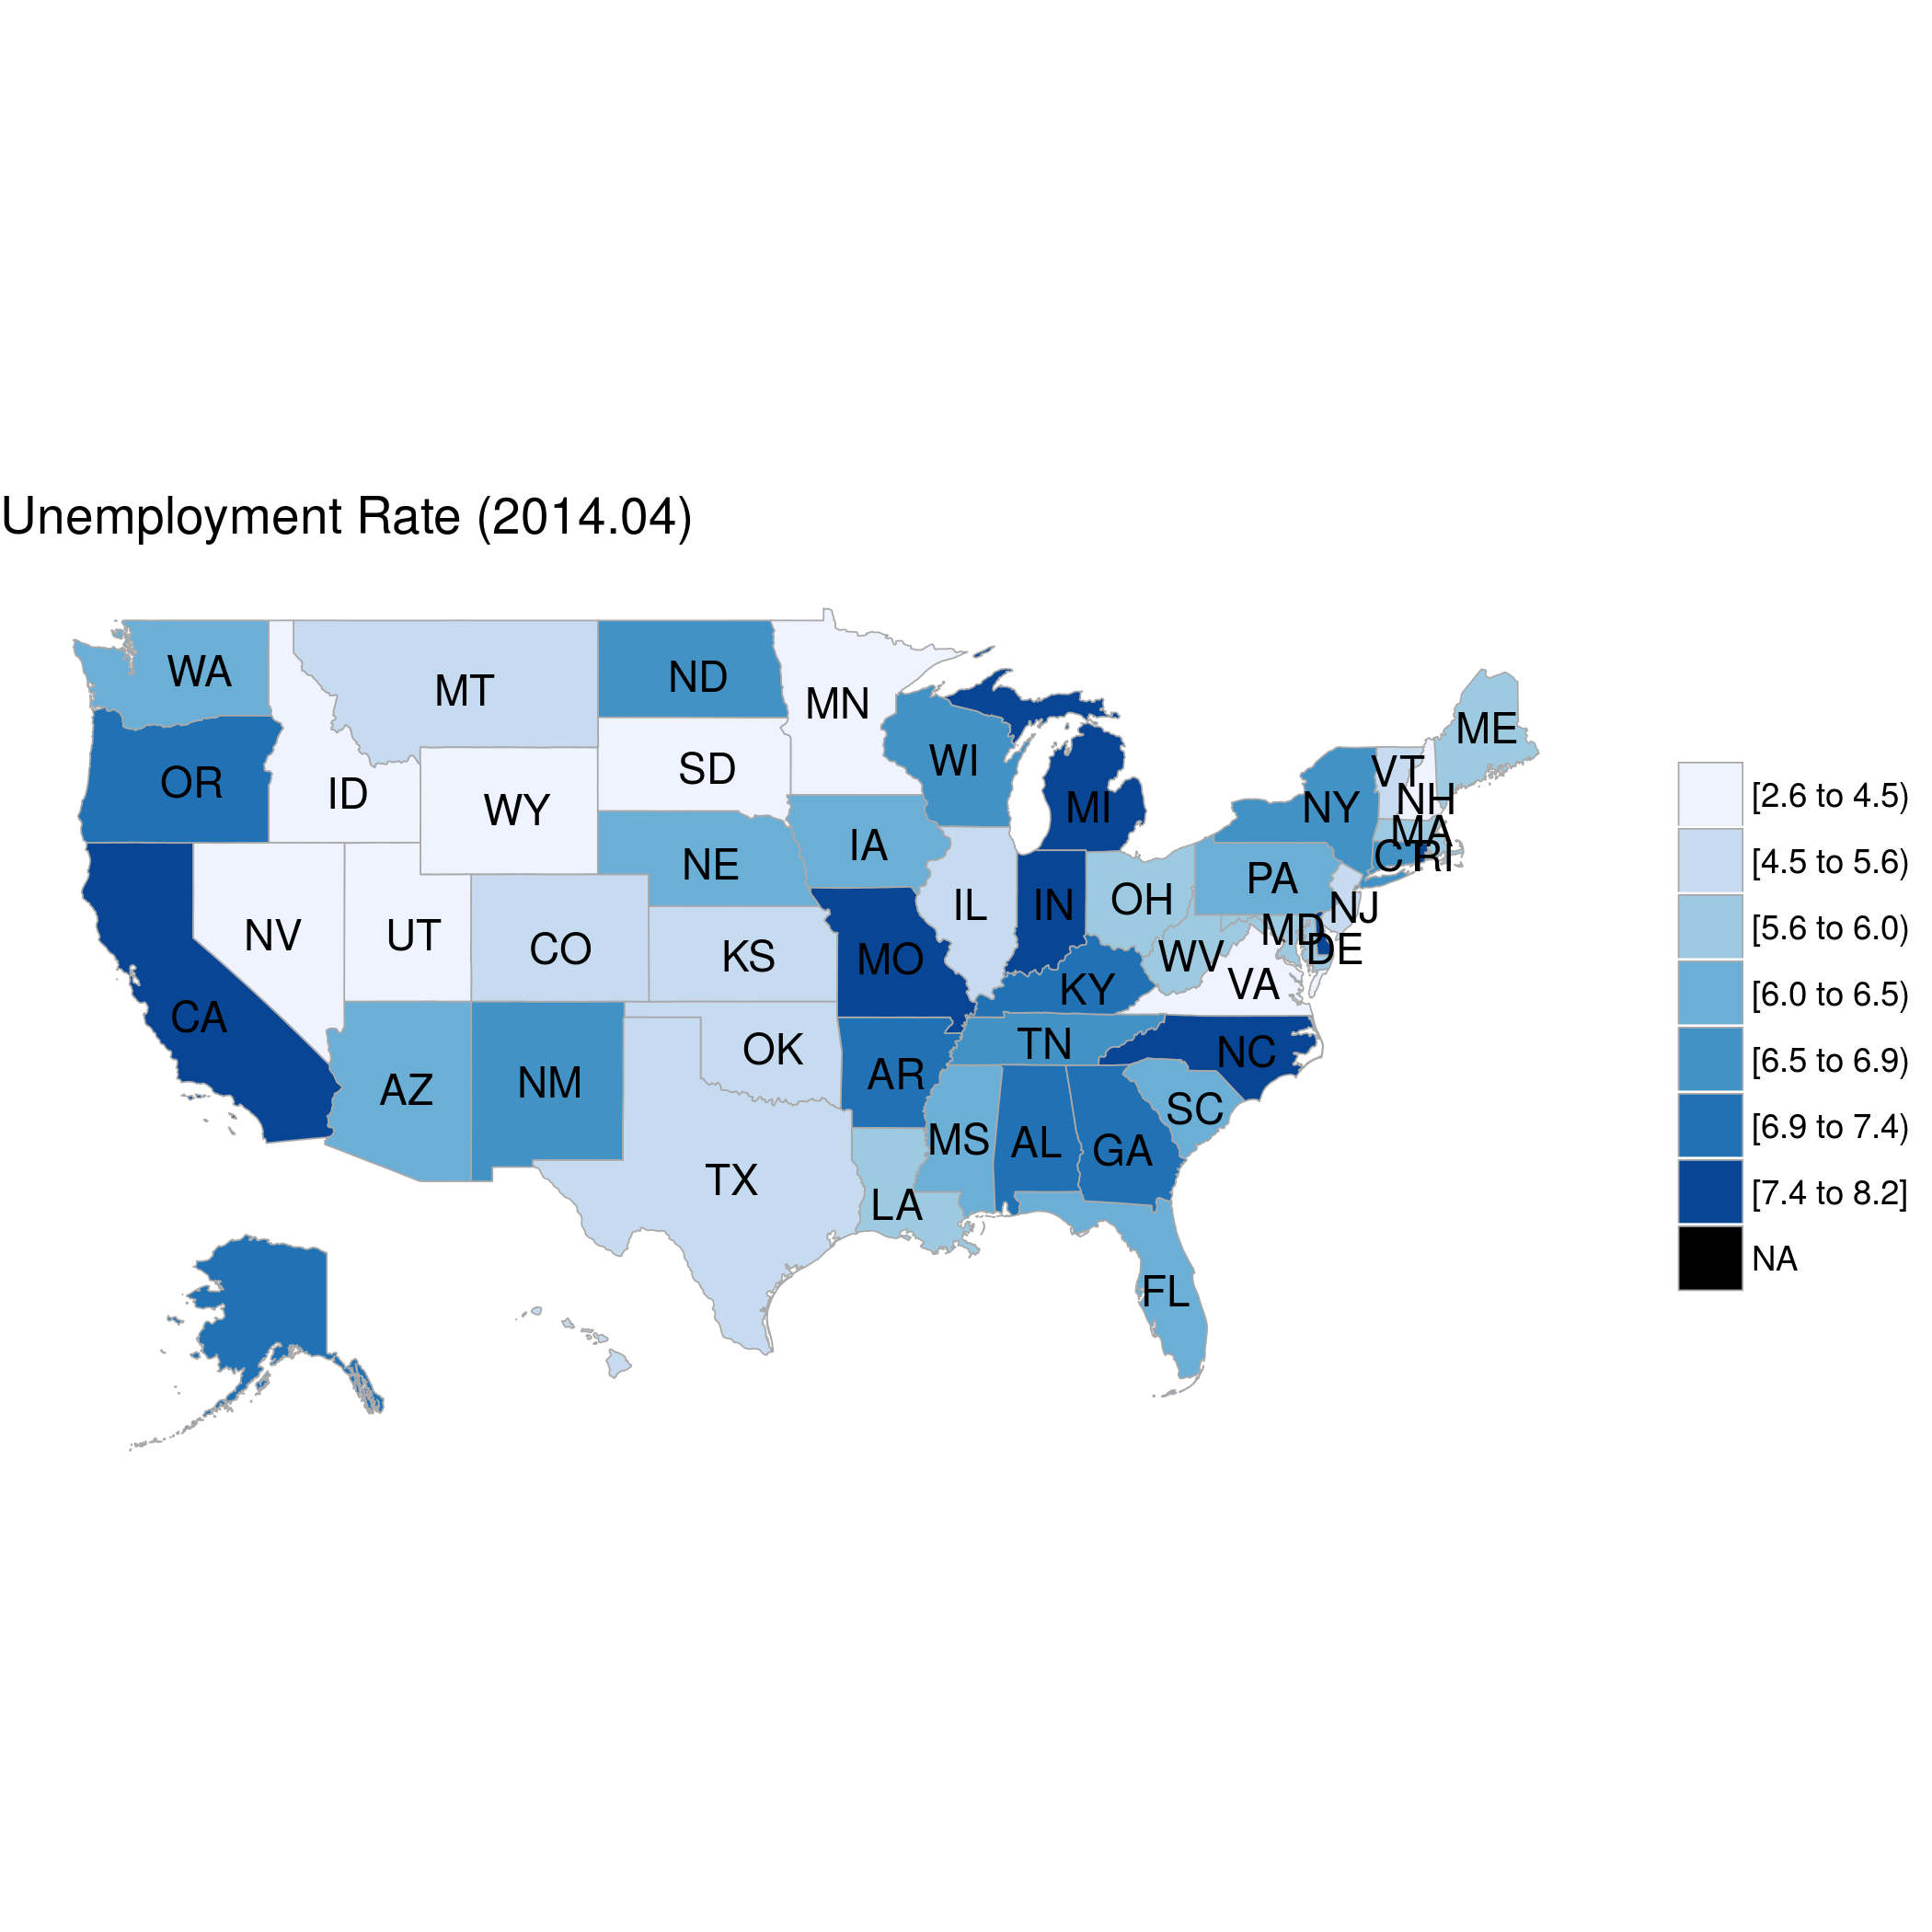 Unemployment Rate (2014.04)
WA
MT
ND
MN
ME
OR
ID
WY
SD
WI
MI
VT
NH
NY
MA
CT
RI
NE
IA
PA
IL
IN
OH
NJ
NV
UT
CO
KS
MO
WV
MD
DE
VA
KY
CA
AZ
NM
OK
AR
TN
NC
SC
TX
LA
MS
AL
GA
FL
[2.6 to 4.5)
[4.5 to 5.6)
[5.6 to 6.0)
[6.0 to 6.5)
[6.5 to 6.9)
[6.9 to 7.4)
[7.4 to 8.2]
NA